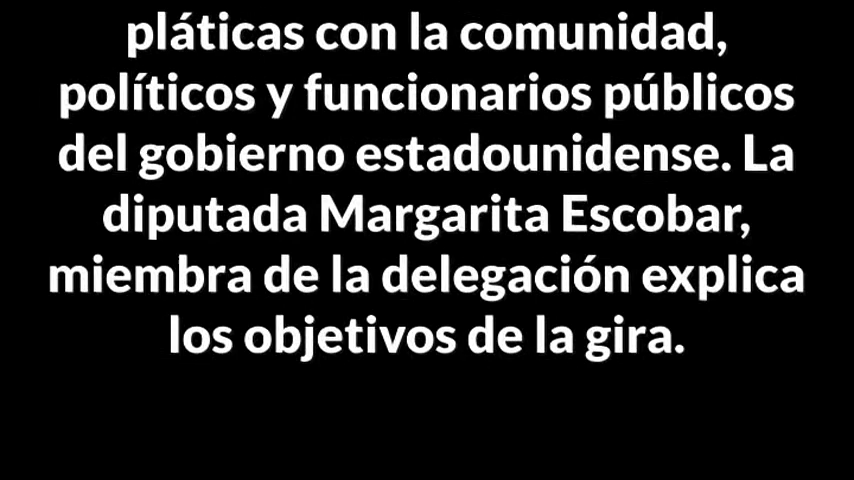 pláticas con la comunidad,
políticos y funcionarios públicos
del gobierno estadounidense. La
diputada Margarita Escobar,
miembra de la delegación explica
los objetivos de la gira.